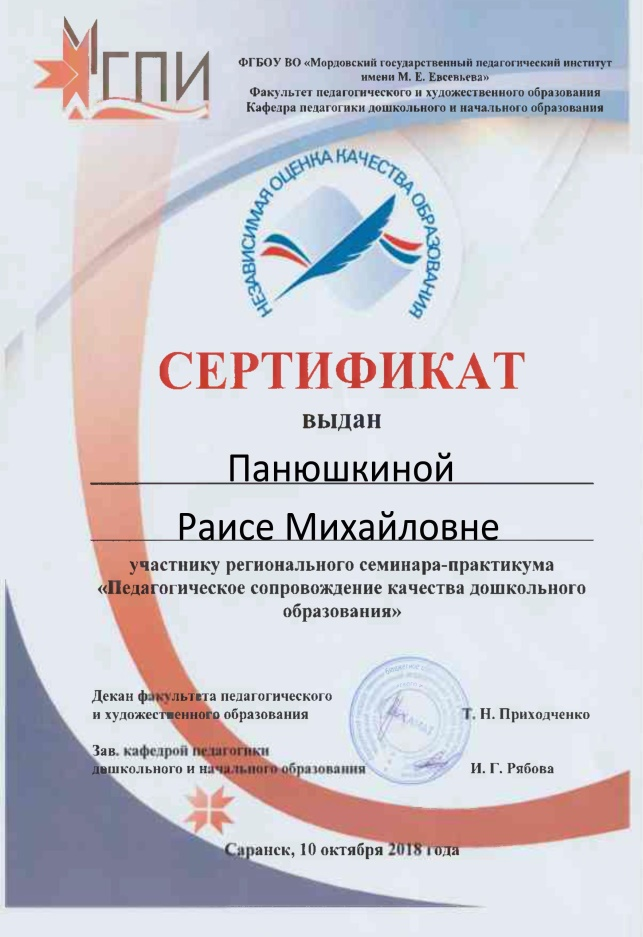 МГПИ
ФГБОУ ВО «Мордовский государственный педагогический институт
имени М. Е. Евсевьева»
Факультет педагогического и художественного образования
Кафедра педагогики дошкольного и начального образования
НЕЗАВИСИМАЯ ОЦЕНКА КАЧЕСТВА ОБРАЗОВАНИЯ
СЕРТИФИКАТ
выдан
Панюшкиной
Раисе Михайловне
участнику регионального семинара-практикума
«Педагогическое сопровождение качества дошкольного
образования»
Декан факультета педагогического
и художественного образования
Т. Н. Приходченко
Зав. кафедрой педагогики
дошкольного и начального образования
И. Г. Рябова
Саранск, 10 октября 2018 года